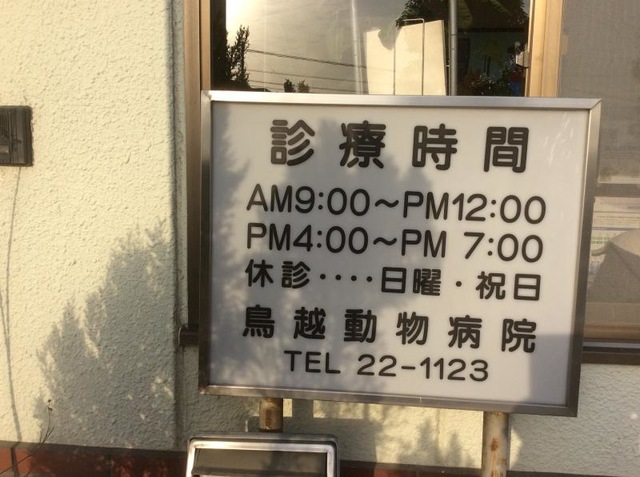 診療時間
AM9:00～PM12:00
PM4:00～PM 7:00
休診‥‥日曜・祝日
鳥越動物病院
TEL 22-1123